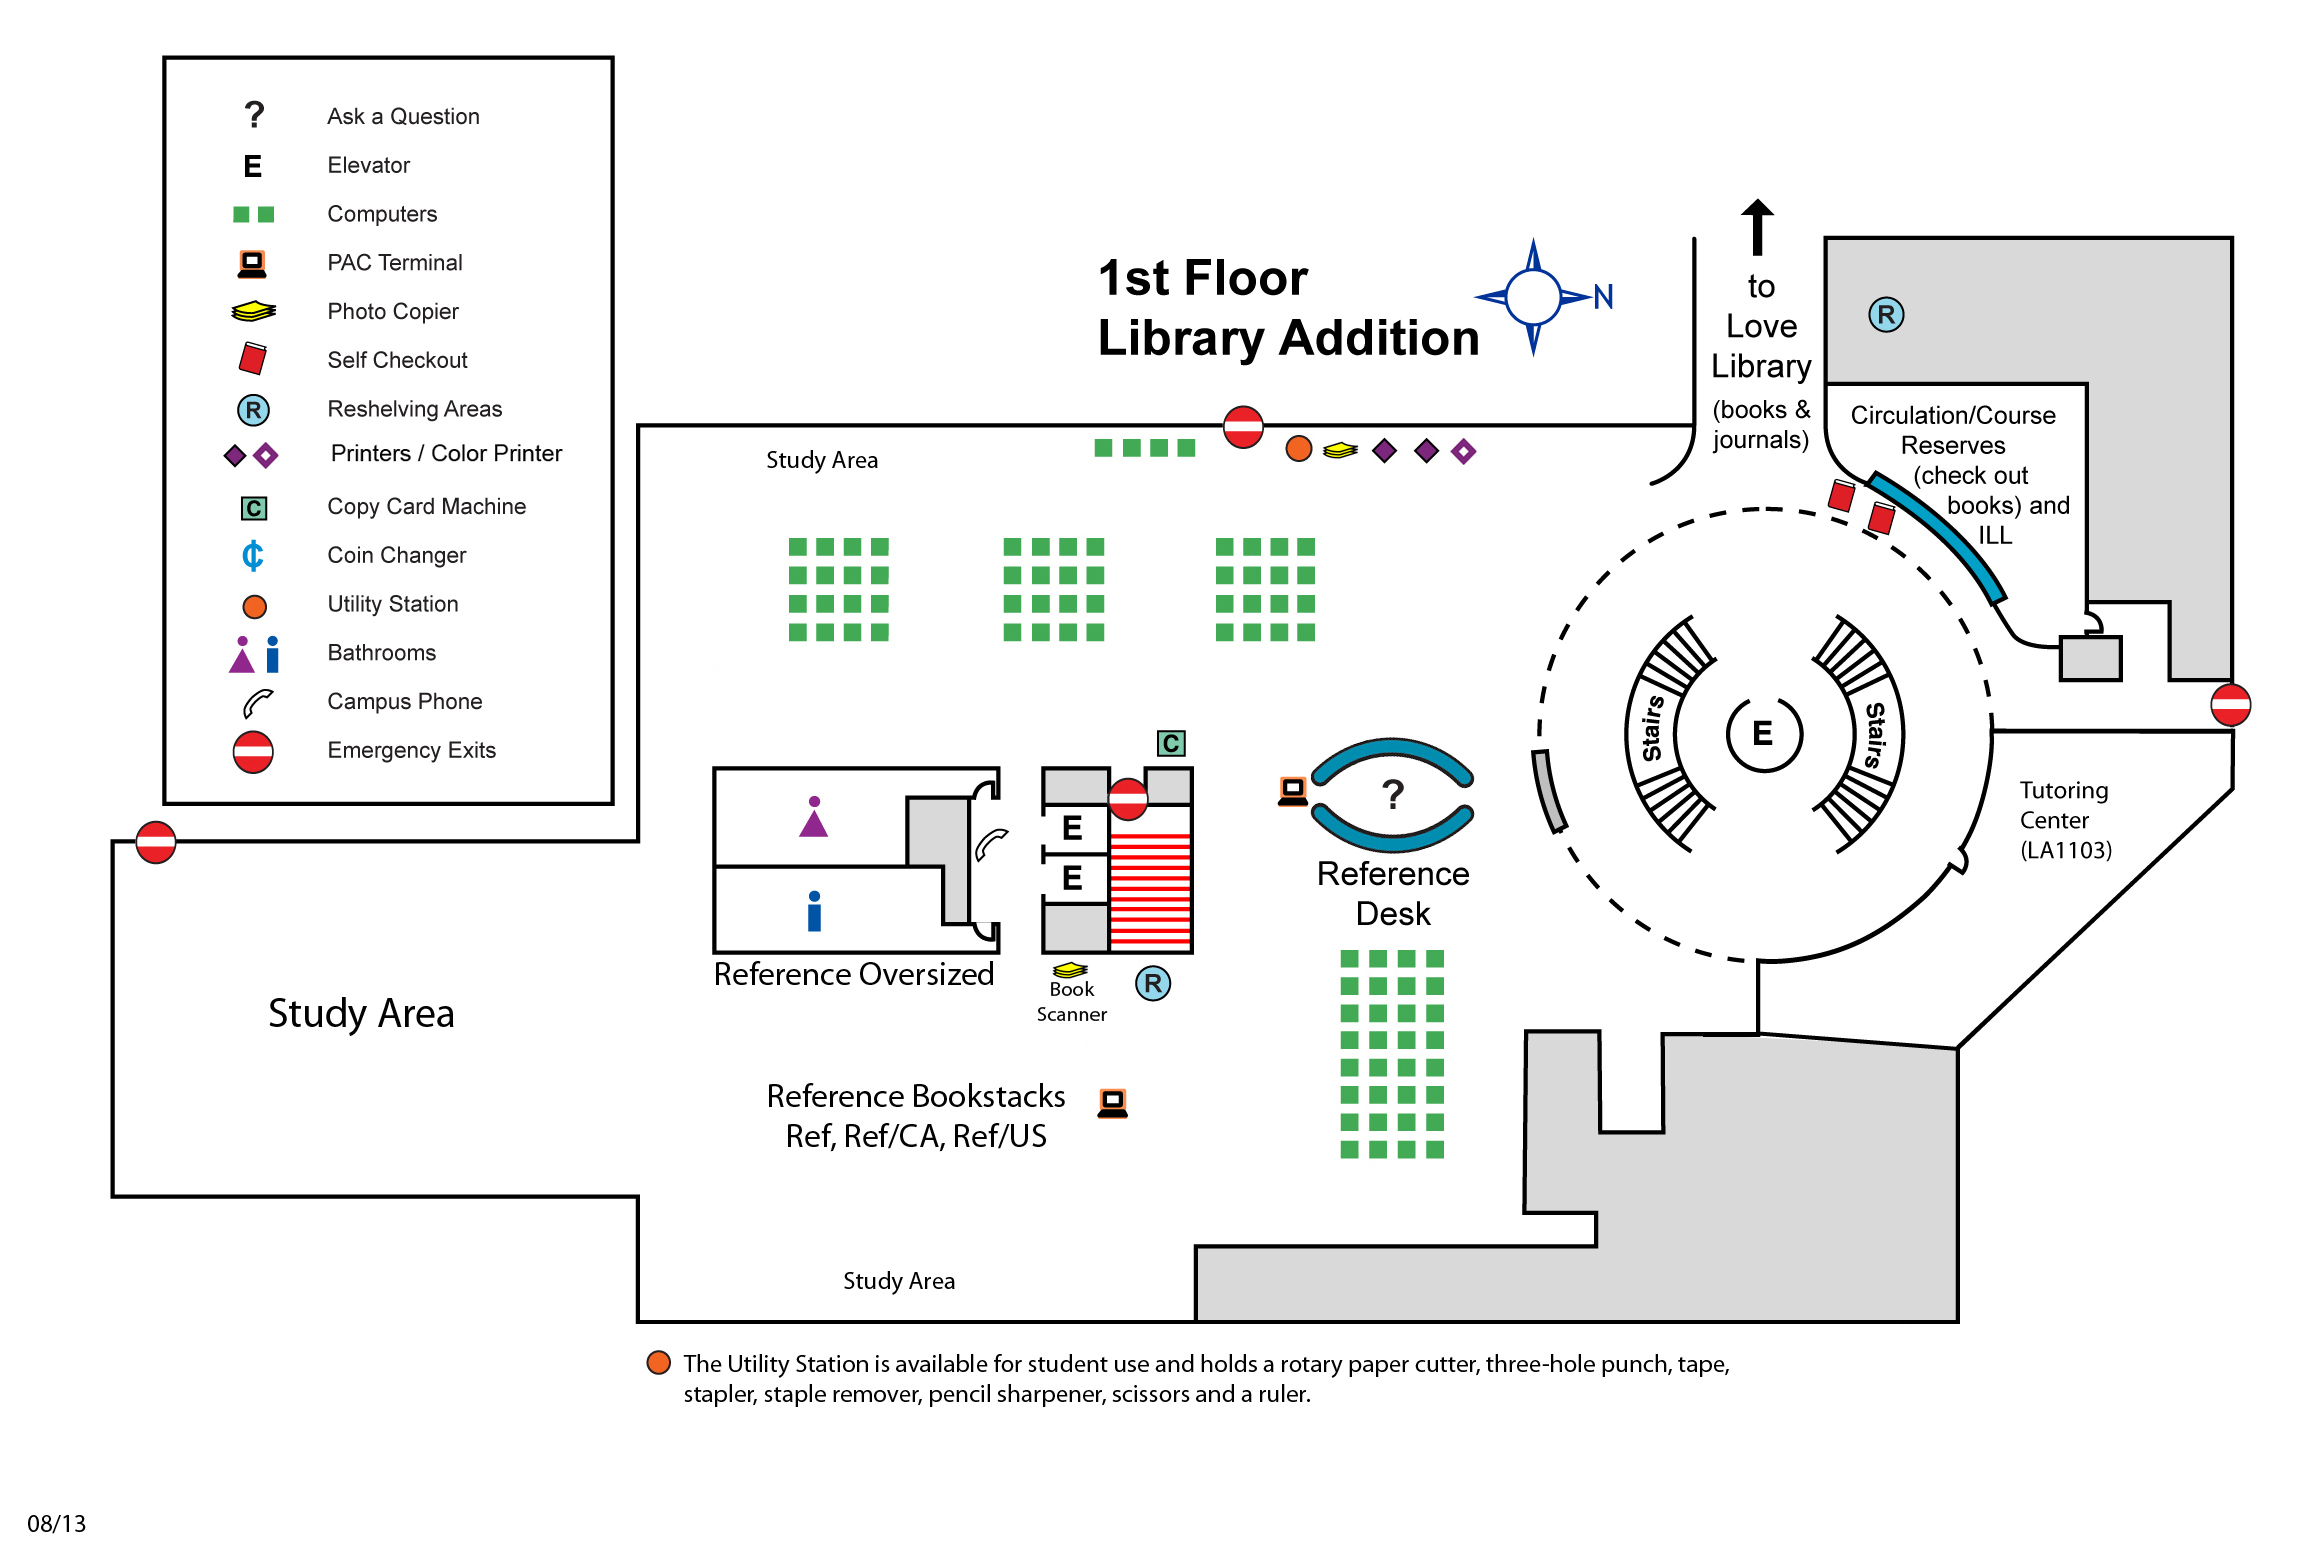 ?
Ask a Question
E
Elevator
Computers
PAC Terminal
Photo Copier
Self Checkout
R
Reshelving Areas
Printers / Color Printer
C
Copy Card Machine
¢
Coin Changer
Utility Station
Bathrooms
Campus Phone
Emergency Exits
1st Floor
Library Addition
N
to
Love
Library
(books &
journals)
R
Circulation/Course
Reserves
(check out
books) and
ILL
Study Area
Stairs
E
Stairs
C
?
Reference
Desk
E
E
Tutoring
Center
(LA1103)
Reference Oversized
Book
Scanner
R
Study Area
Reference Bookstacks
Ref, Ref/CA, Ref/US
Study Area
The Utility Station is available for student use and holds a rotary paper cutter, three-hole punch, tape,
stapler, staple remover, pencil sharpener, scissors and a ruler.
08/13